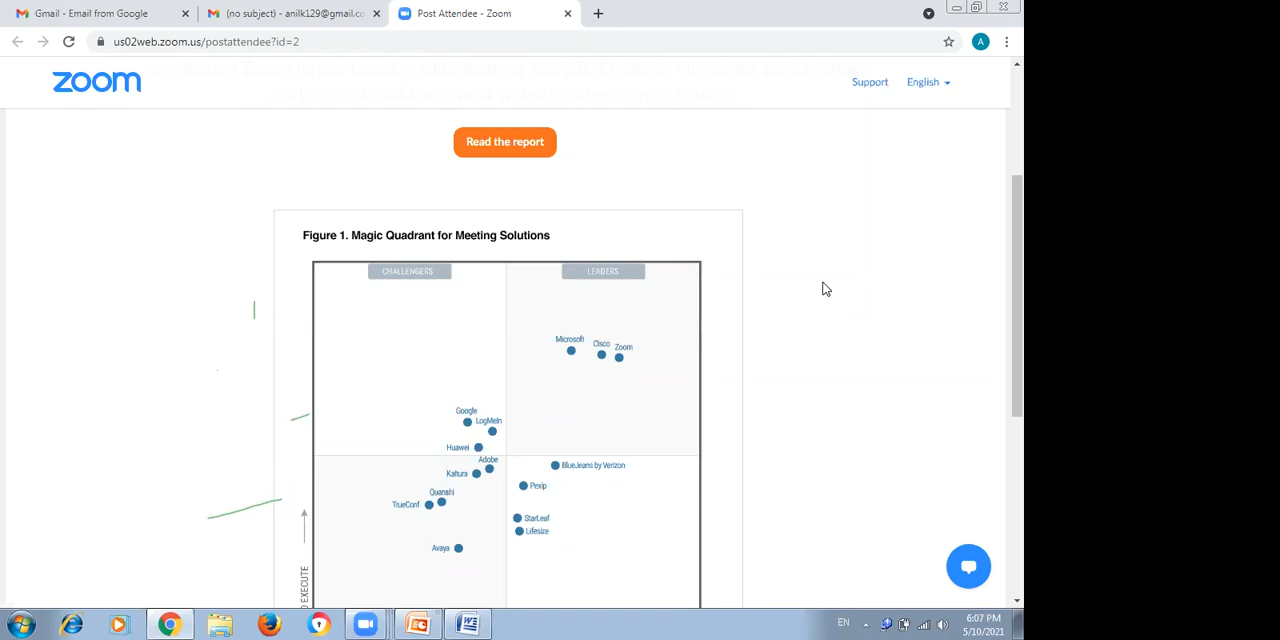 Gmail - Email from Google
(no subject) - anilk129@gmail.co
Post Attendee - Zoom
us02web.zoom.us/postattendee?id=2
A
zoom
Support
English
Read the report
Figure 1. Magic Quadrant for Meeting Solutions
CHALLENGERS
LEADERS
Microsoft
Cisco
Zoom
Google
LogMeIn
Huawei
Adobe
BlueJeans by Verizon
Kaltura
Pexip
Quanshi
TrueConf
StarLeaf
Lifesize
Avaya
EXECUTE
EN
6:07 PM
5/10/2021